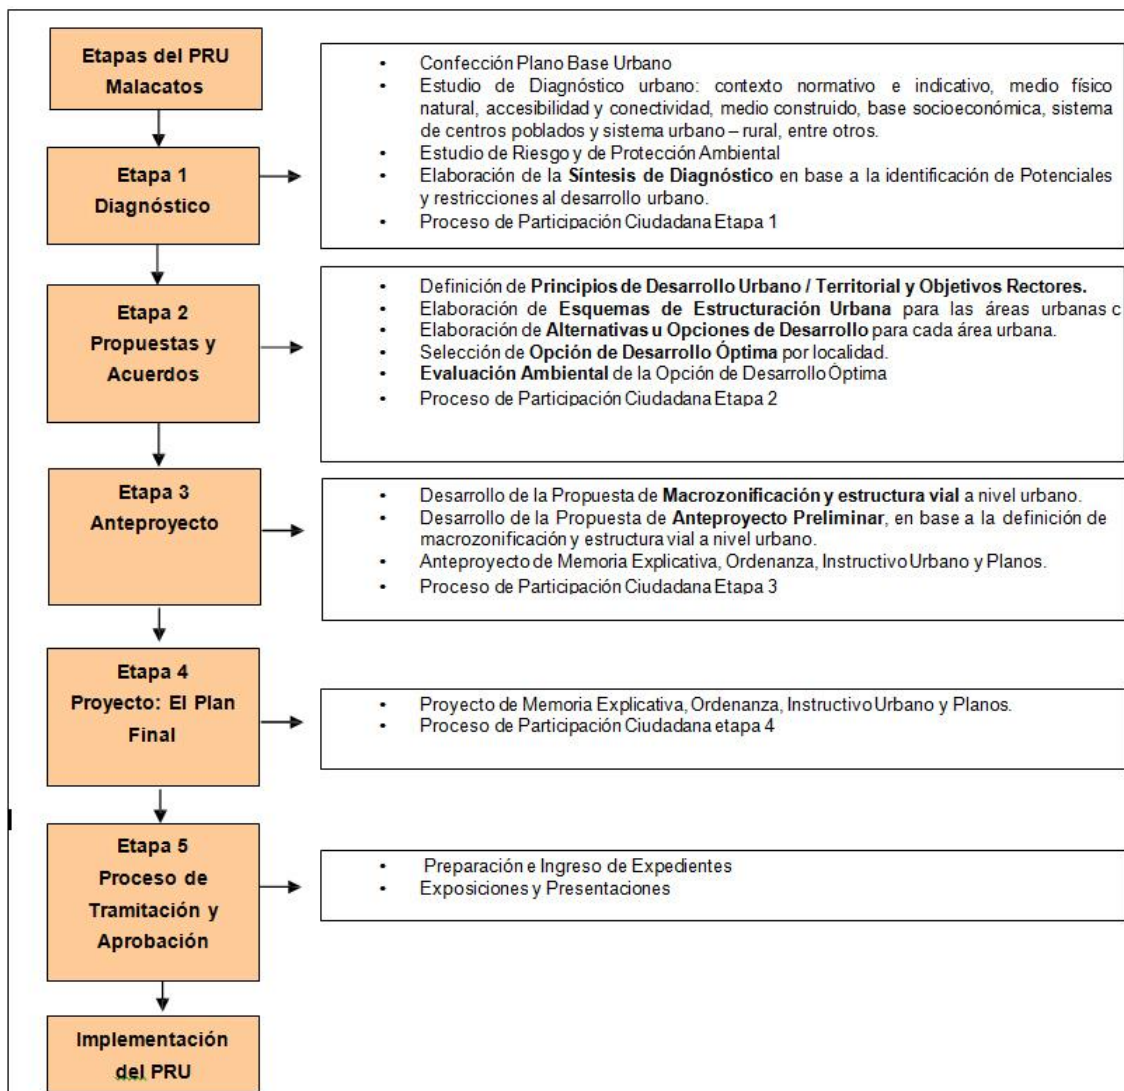 Etapas del PRU
Malacatos
• Confección Plano Base Urbano
• Estudio de Diagnóstico urbano: contexto normativo e indicativo, medio físico
natural, accesibilidad y conectividad, medio construido, base socioeconómica, sistema
de centros poblados y sistema urbano – rural, entre otros.
• Estudio de Riesgo y de Protección Ambiental
• Elaboración de la Síntesis de Diagnóstico en base a la identificación de Potenciales
y restricciones al desarrollo urbano.
• Proceso de Participación Ciudadana Etapa 1
Etapa 1
Diagnóstico
• Definición de Principios de Desarrollo Urbano / Territorial y Objetivos Rectores.
• Elaboración de Esquemas de Estructuración Urbana para las áreas urbanas c
• Elaboración de Alternativas u Opciones de Desarrollo para cada área urbana.
• Selección de Opción de Desarrollo Óptima por localidad.
• Evaluación Ambiental de la Opción de Desarrollo Óptima
• Proceso de Participación Ciudadana Etapa 2
Etapa 2
Propuestas y
Acuerdos
• Desarrollo de la Propuesta de Macrozonificación y estructura vial a nivel urbano.
• Desarrollo de la Propuesta de Anteproyecto Preliminar, en base a la definición de
macrozonificación y estructura vial a nivel urbano.
• Anteproyecto de Memoria Explicativa, Ordenanza, Instructivo Urbano y Planos.
• Proceso de Participación Ciudadana Etapa 3
Etapa 3
Anteproyecto
Etapa 4
Proyecto: El Plan
Final
• Proyecto de Memoria Explicativa, Ordenanza, Instructivo Urbano y Planos.
• Proceso de Participación Ciudadana etapa 4
Etapa 5
Proceso de
Tramitación y
Aprobación
• Preparación e Ingreso de Expedientes
• Exposiciones y Presentaciones
Implementación
del PRU